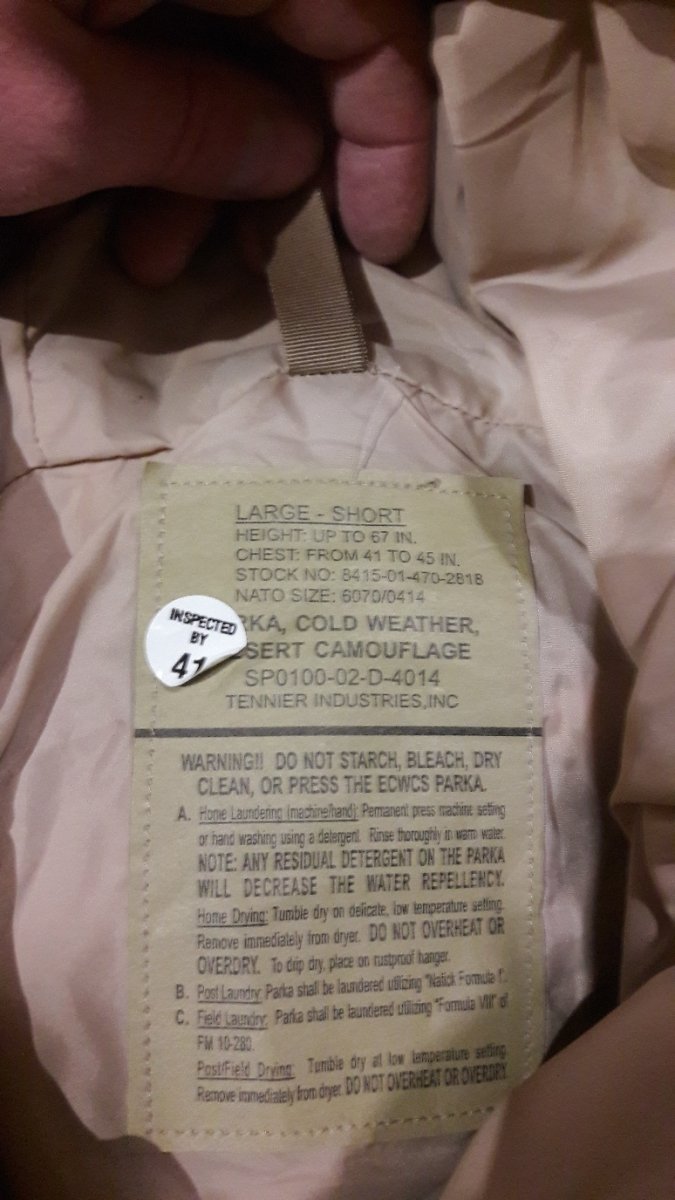 LARGE - SHORT
HEIGHT: UP TO 67 IN.
CHEST: FROM 41 TO 45 IN.
STOCK NO: 8415-01-470-2818
NATO SIZE: 6070/0414
INSPECTED
BY
41
RKA, COLD WEATHER,
SERT CAMOUFLAGE
SP0100-02-D-4014
TENNIER INDUSTRIES,INC
WARNING!! DO NOT STARCH, BLEACH, DRY
CLEAN, OR PRESS THE ECWCS PARKA.
A. Home Laundering (machine/hand): Permanent press machine setting
or hand washing using a detergent. Rinse thoroughly in warm water.
NOTE: ANY RESIDUAL DETERGENT ON THE PARKA
WILL DECREASE THE WATER REPELLENCY.
Home Drying: Tumble dry on delicate, low temperature setting.
Remove immediately from dryer. DO NOT OVERHEAT OR
OVERDRY. To drip dry, place on rustproof hanger.
B. Post Laundry: Parka shall be laundered utilizing "Natick Formula I".
C. Field Laundry: Parka shall be laundered utilizing "Formula VIII" of
FM 10-280.
Post/Field Drying: Tumble dry at low temperature setting.
Remove immediately from dryer. DO NOT OVERHEAT OR OVERDRY.